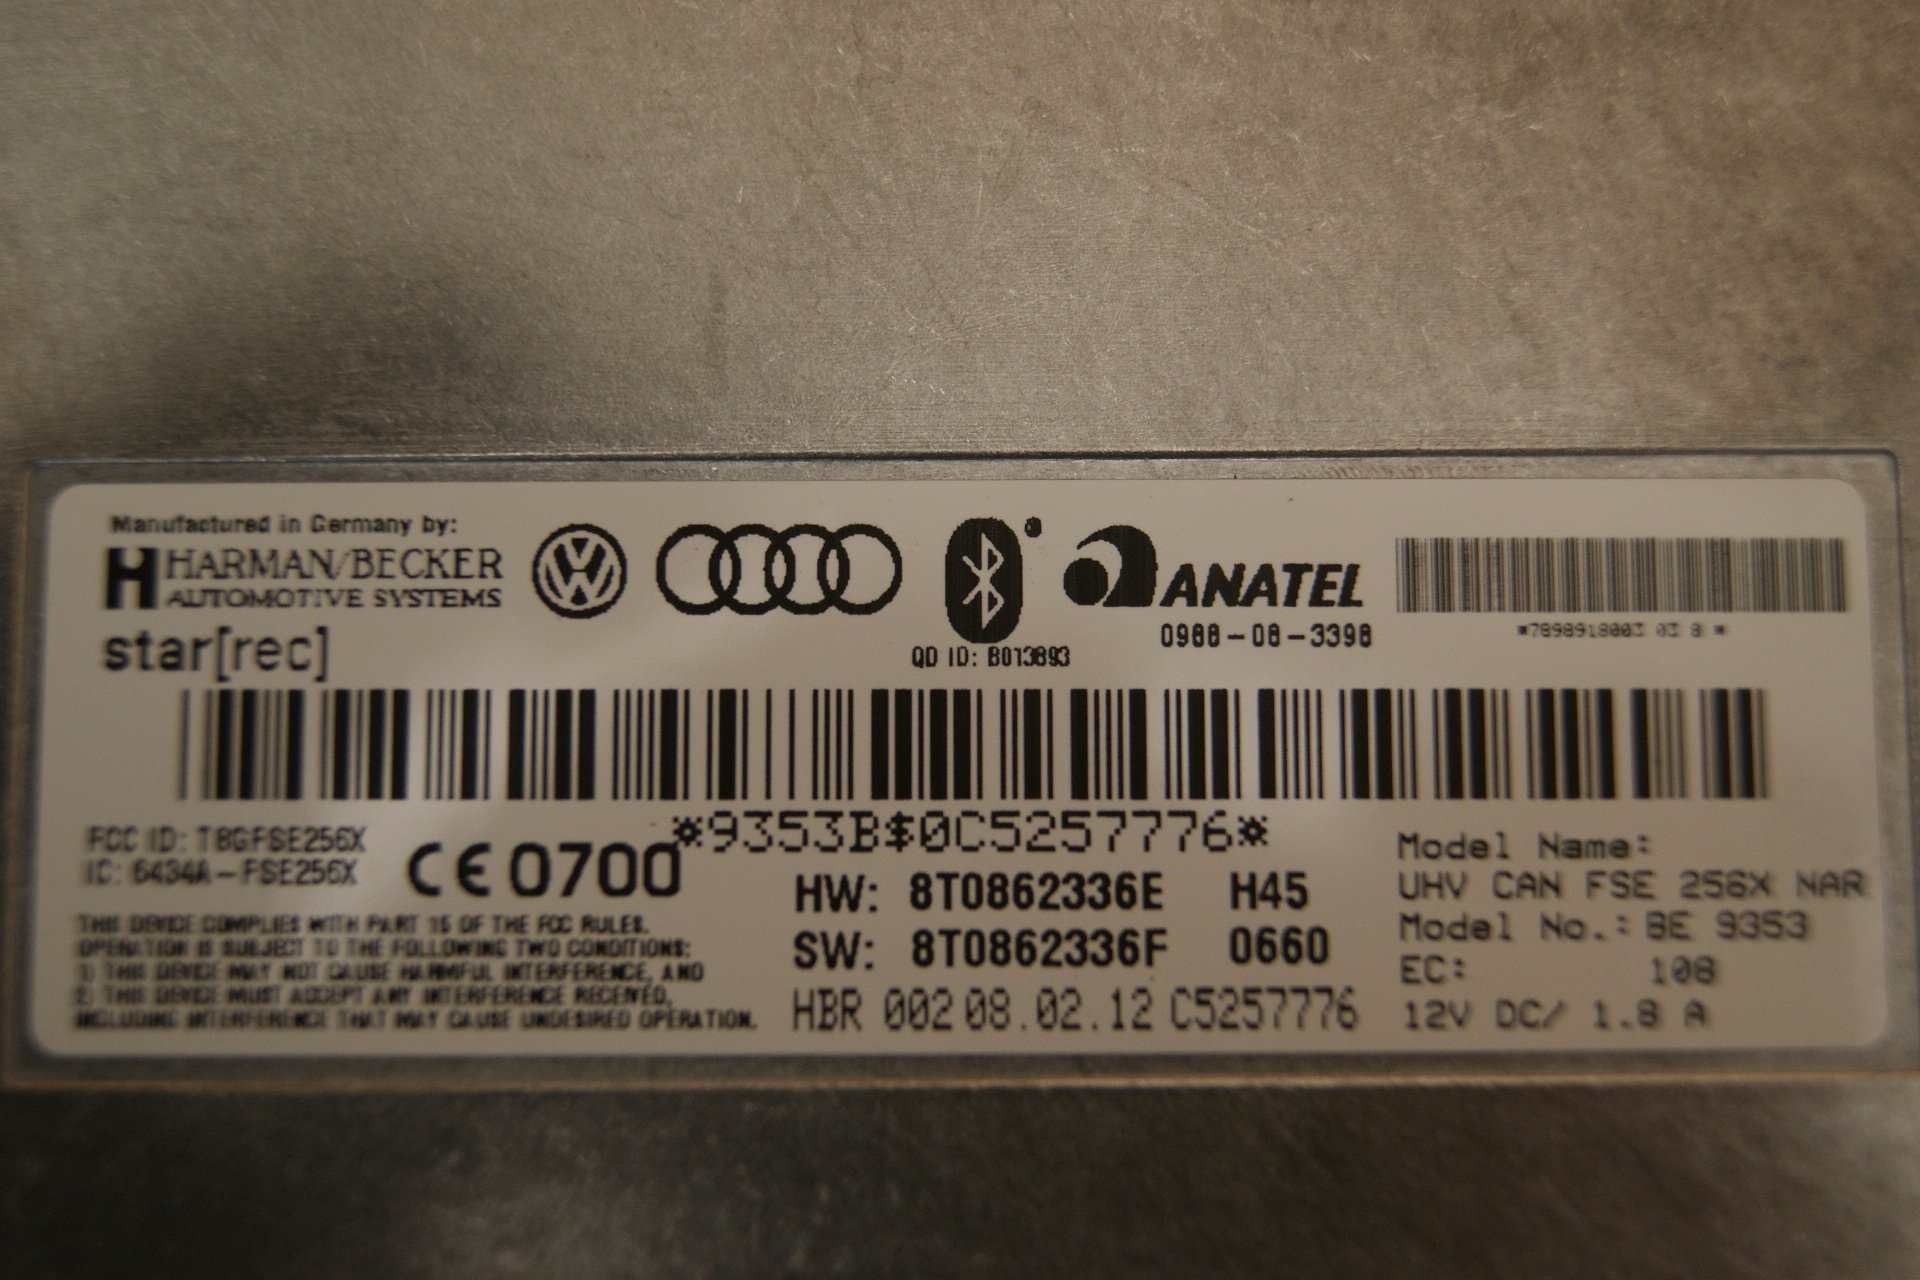 Manufactured in Germany by:
HARMAN/BECKER
AUTOMOTIVE SYSTEMS
star[rec]
QD ID: B013893
ANATEL
0988-08-3398
*9353B$0C5257776*
FCC ID: T8GFSE256X
IC: 6434A-FSE256X
CE 0700
THIS DEVICE COMPLIES WITH PART 15 OF THE FCC RULES.
OPERATION IS SUBJECT TO THE FOLLOWING TWO CONDITIONS:
1) THIS DEVICE MAY NOT CAUSE HARMFUL INTERFERENCE, AND
2) THIS DEVICE MUST ACCEPT ANY INTERFERENCE RECEIVED,
INCLUDING INTERFERENCE THAT MAY CAUSE UNDESIRED OPERATION.
HW: 8T0862336E H45
SW: 8T0862336F 0660
HBR 002 08.02.12 C5257776
Model Name:
UHV CAN FSE 256X NAR
Model No.: BE 9353
EC: 108
12V DC/ 1.8 A